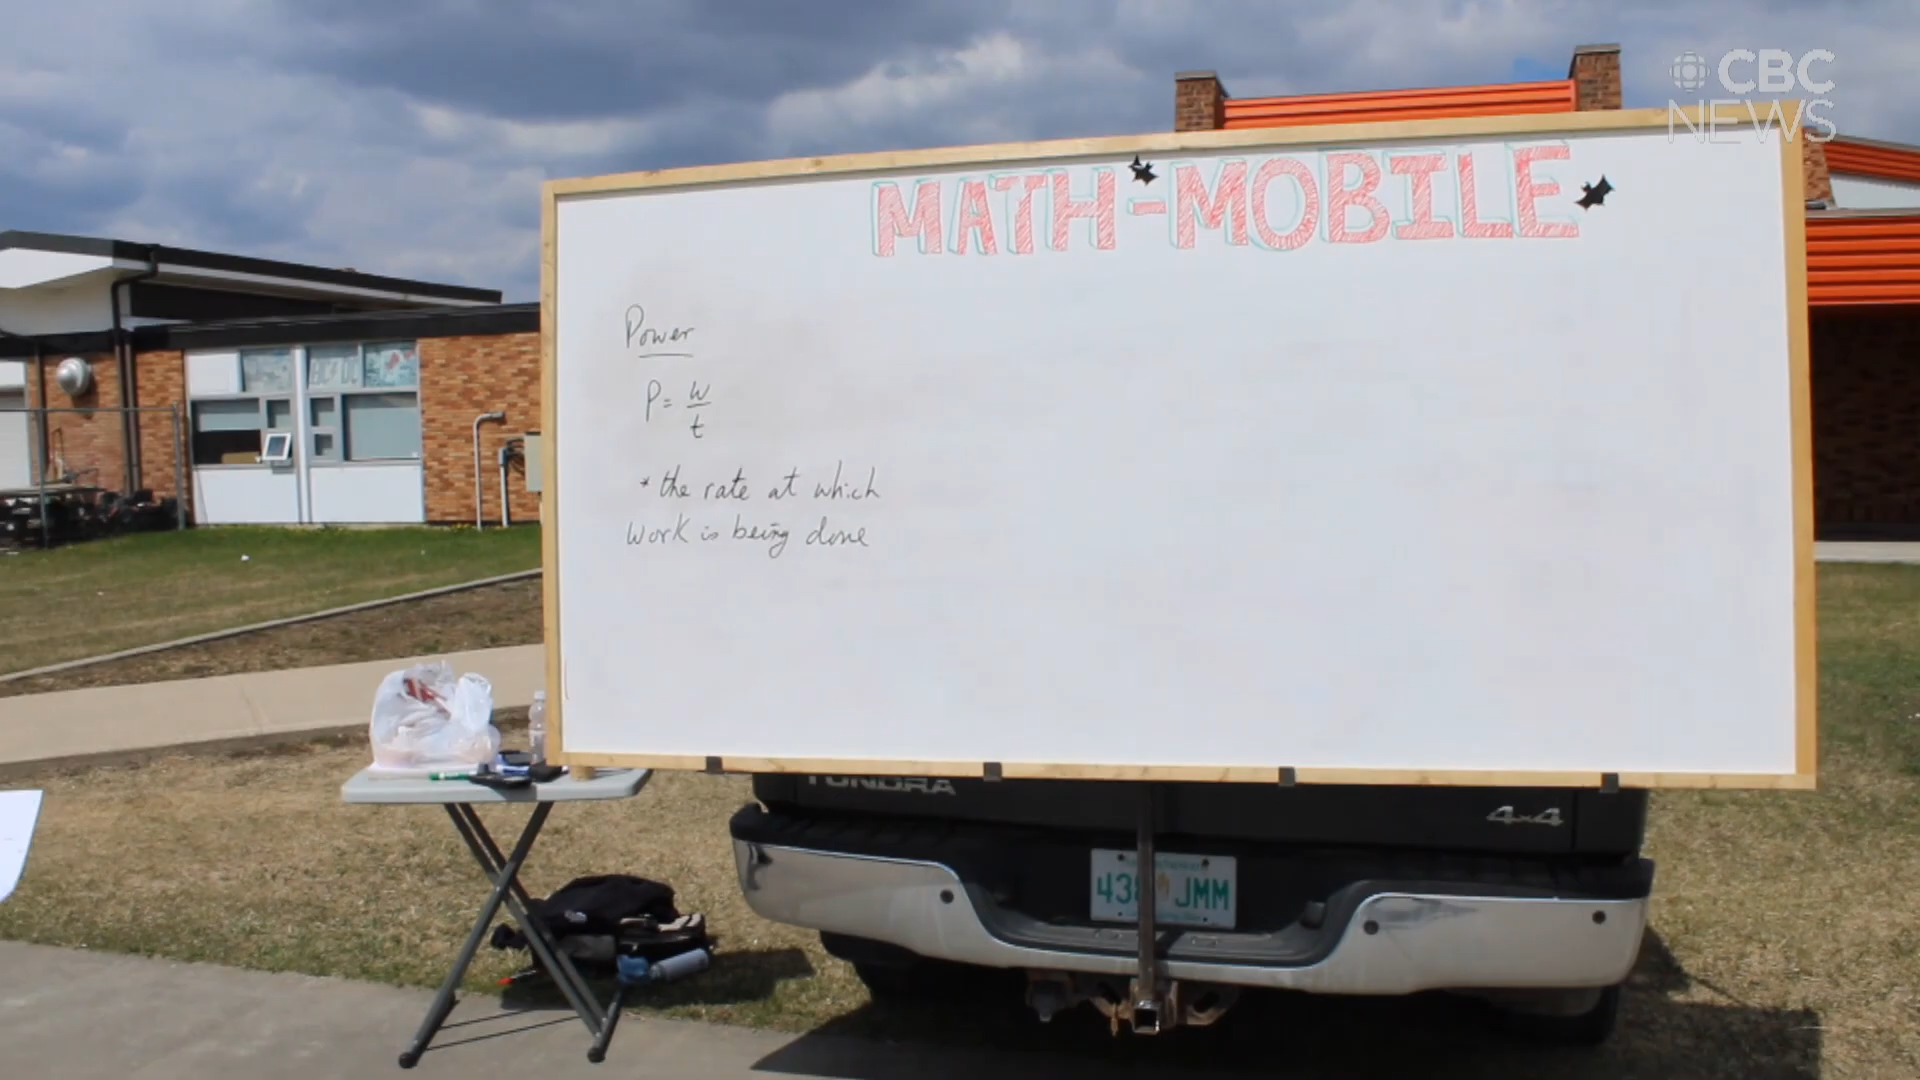 CBC
NEWS
MATH-MOBILE
Power
P = W
t
* the rate at which
work is being done
TUNDRA
4x4
JMM